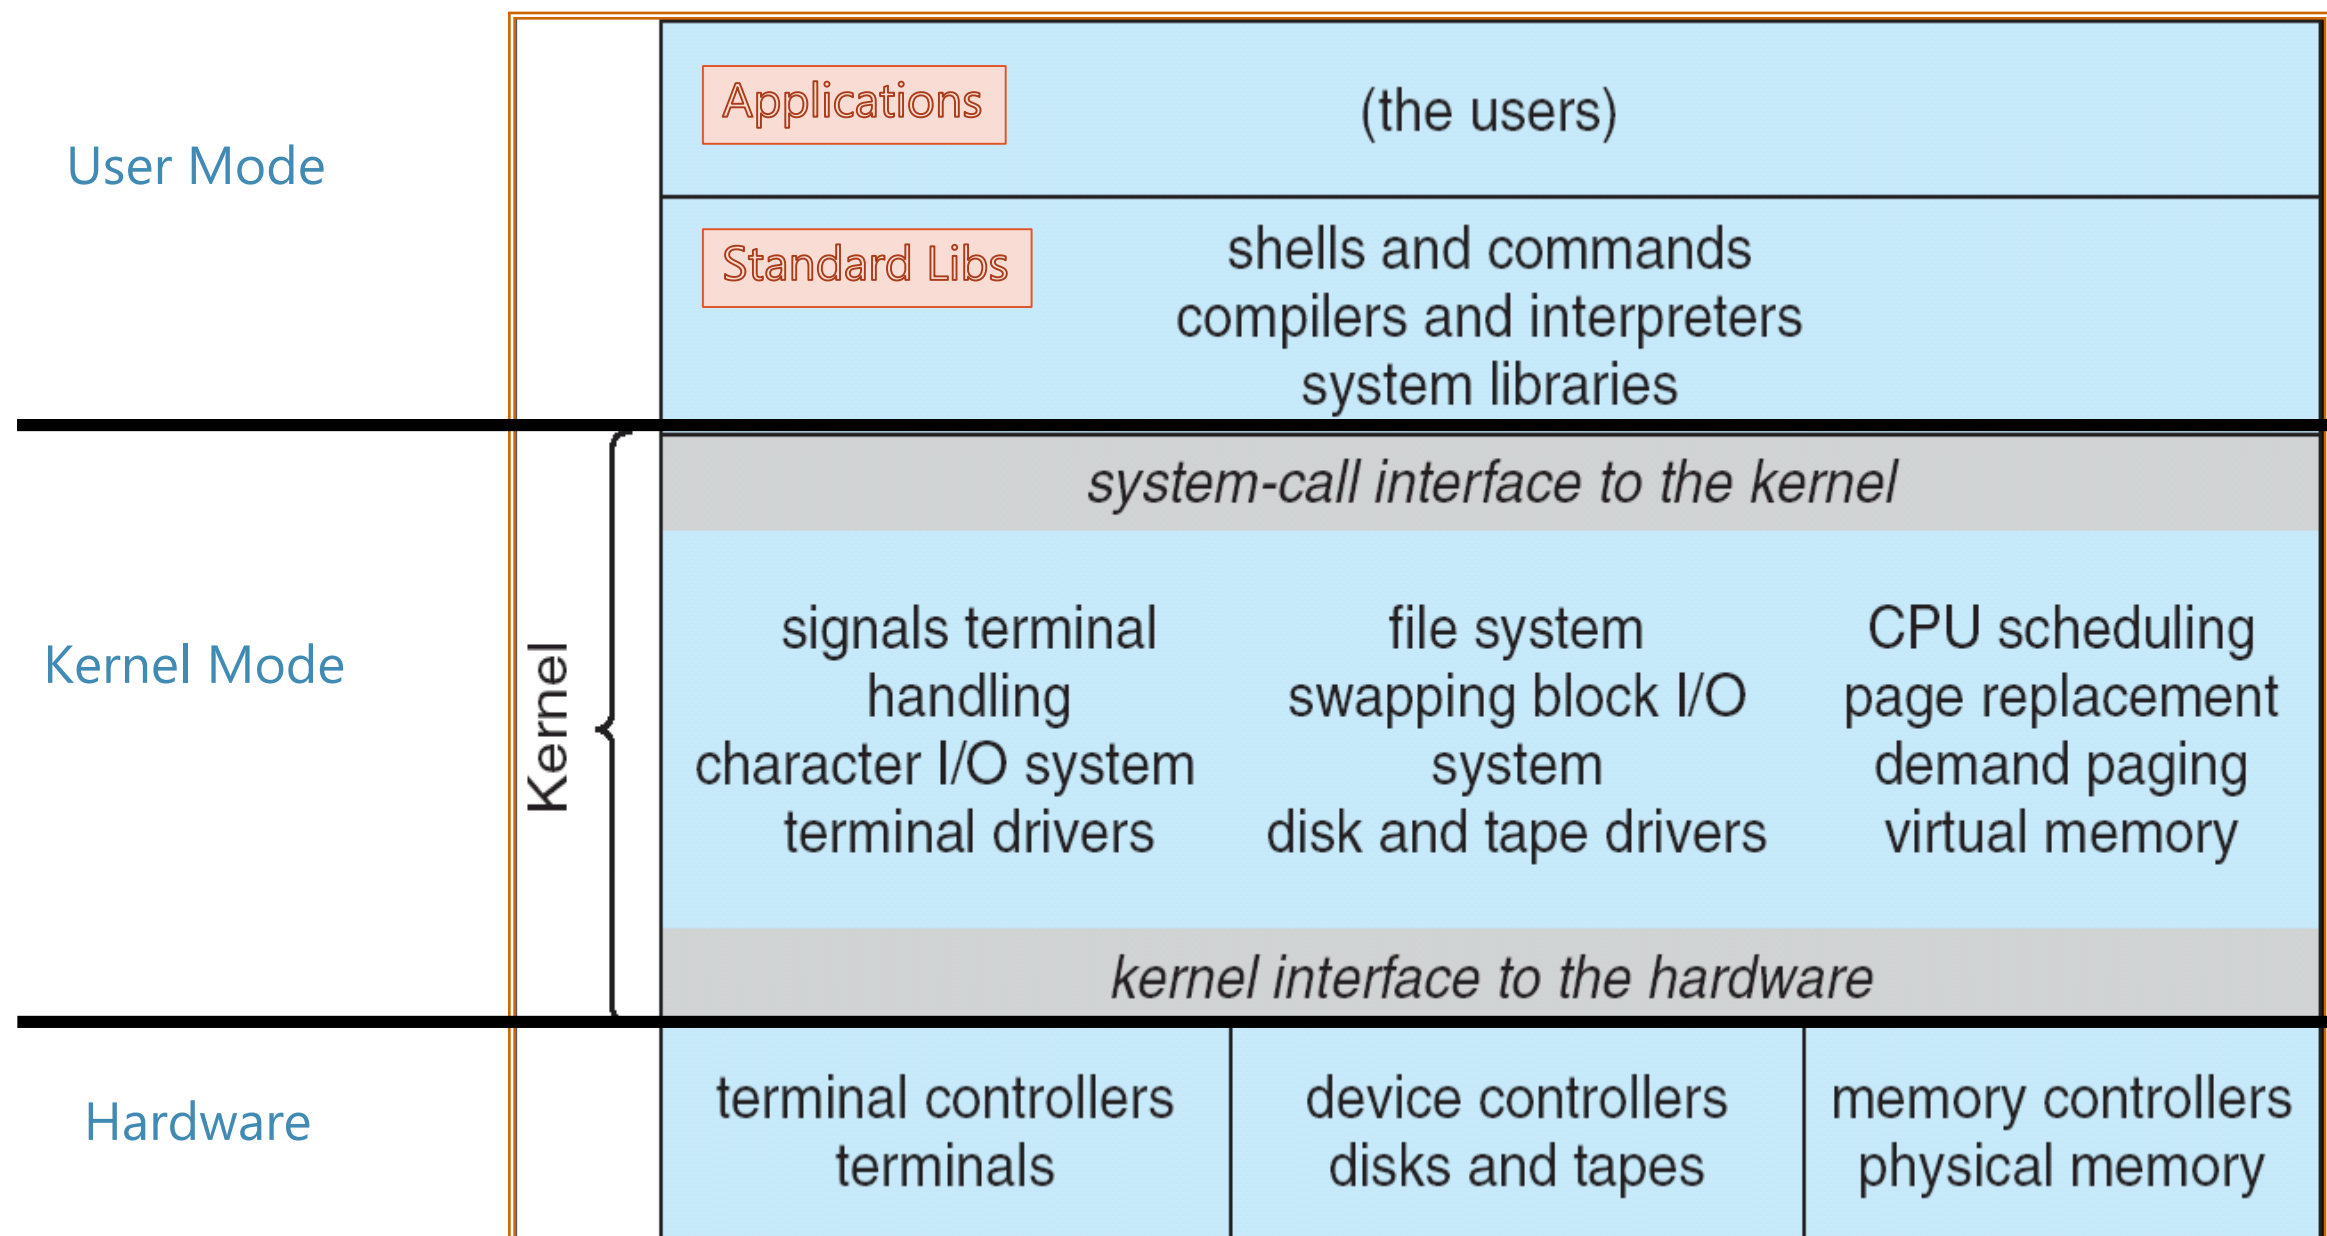 User Mode
Applications
(the users)
Standard Libs
shells and commands
compilers and interpreters
system libraries
Kernel Mode
Kernel
system-call interface to the kernel
signals terminal
handling
character I/O system
terminal drivers
file system
swapping block I/O
system
disk and tape drivers
CPU scheduling
page replacement
demand paging
virtual memory
kernel interface to the hardware
Hardware
terminal controllers
terminals
device controllers
disks and tapes
memory controllers
physical memory